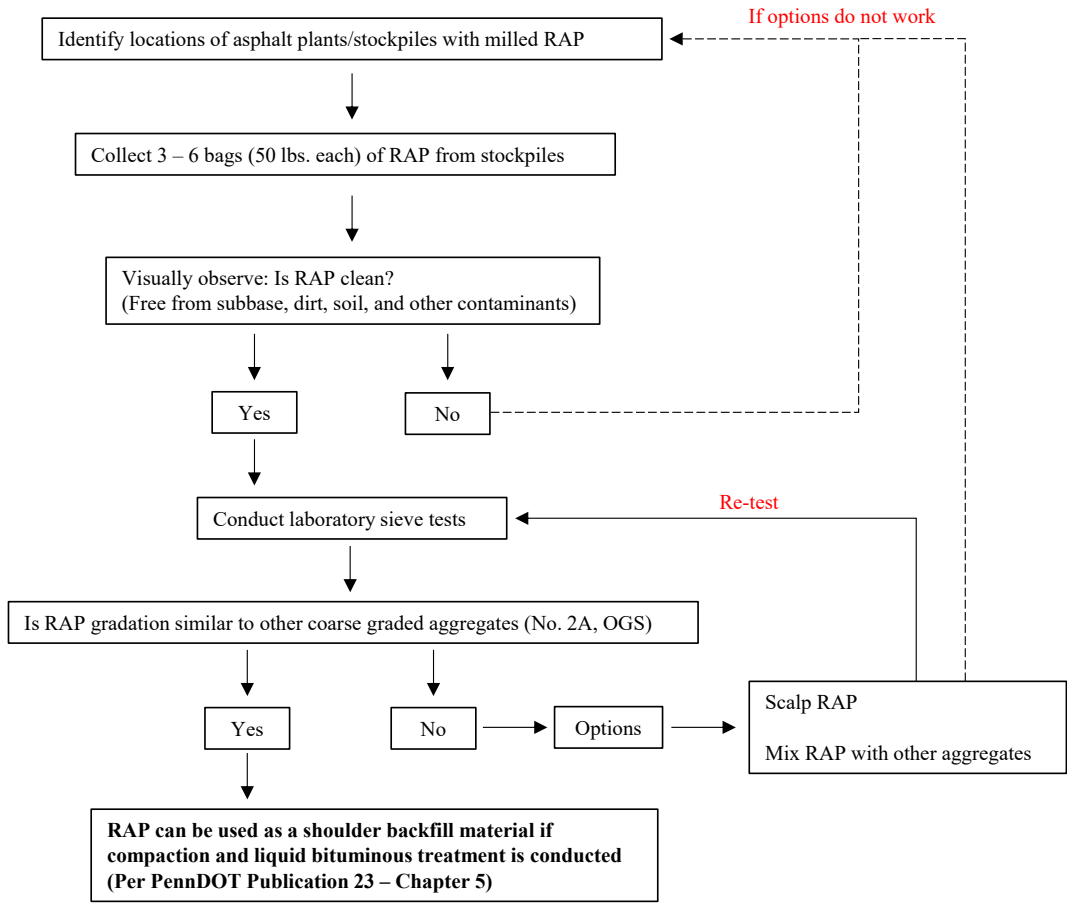 If options do not work
Identify locations of asphalt plants/stockpiles with milled RAP
Collect 3 – 6 bags (50 lbs. each) of RAP from stockpiles
Visually observe: Is RAP clean?
(Free from subbase, dirt, soil, and other contaminants)
Yes
No
Re-test
Conduct laboratory sieve tests
Is RAP gradation similar to other coarse graded aggregates (No. 2A, OGS)
Yes
No
Options
Scalp RAP
Mix RAP with other aggregates
RAP can be used as a shoulder backfill material if
compaction and liquid bituminous treatment is conducted
(Per PennDOT Publication 23 – Chapter 5)